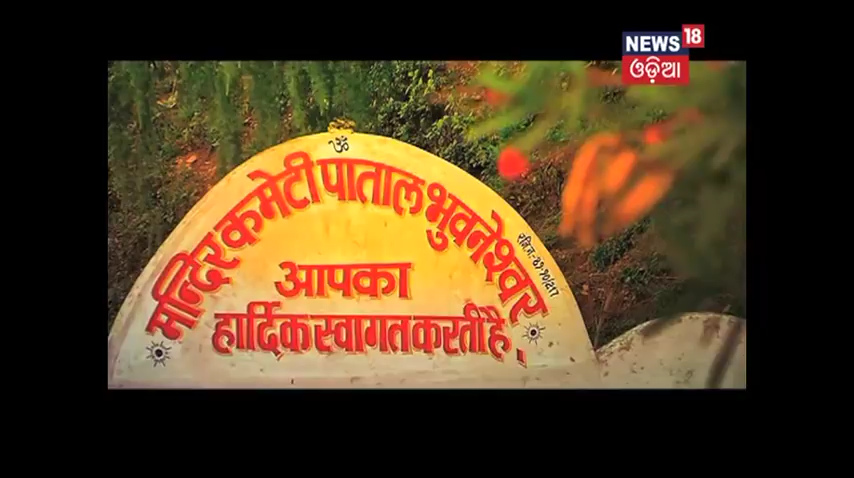 NEWS 18
ଓଡ଼ିଆ
ॐ
मन्दिर कमेटी पाताल भुवनेश्वर
आपका
हार्दिक स्वागत करती है .